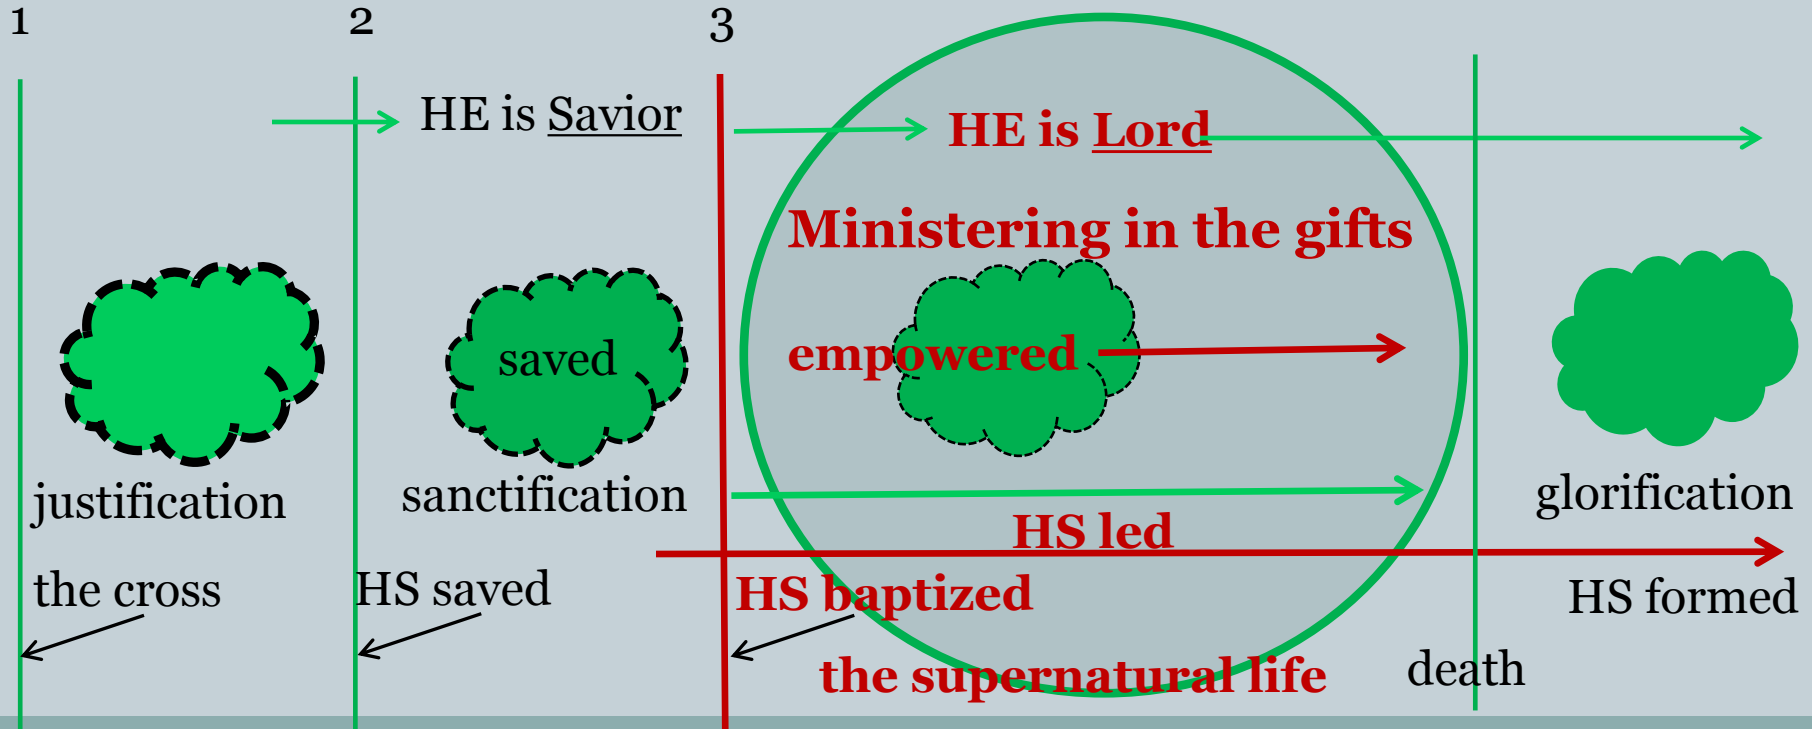 1
2
3
HE is Savior
HE is Lord
Ministering in the gifts
saved
empowered
justification
sanctification
glorification
HS led
the cross
HS saved
HS baptized
HS formed
the supernatural life
death